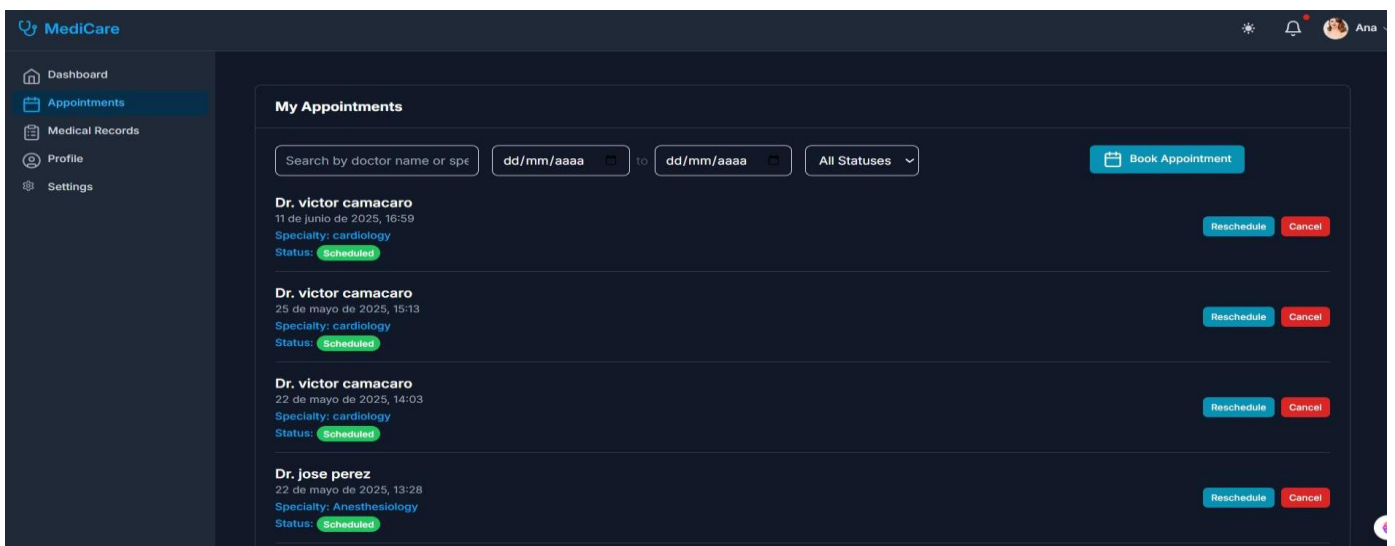 MediCare
Ana
Dashboard
Appointments
Medical Records
Profile
Settings
My Appointments
Search by doctor name or spe
dd/mm/aaaa to dd/mm/aaaa
All Statuses
Book Appointment
Dr. victor camacaro
11 de junio de 2025, 16:59
Specialty: cardiology
Status: Scheduled
Reschedule Cancel
Dr. victor camacaro
25 de mayo de 2025, 15:13
Specialty: cardiology
Status: Scheduled
Reschedule Cancel
Dr. victor camacaro
22 de mayo de 2025, 14:03
Specialty: cardiology
Status: Scheduled
Reschedule Cancel
Dr. jose perez
22 de mayo de 2025, 13:28
Specialty: Anesthesiology
Status: Scheduled
Reschedule Cancel